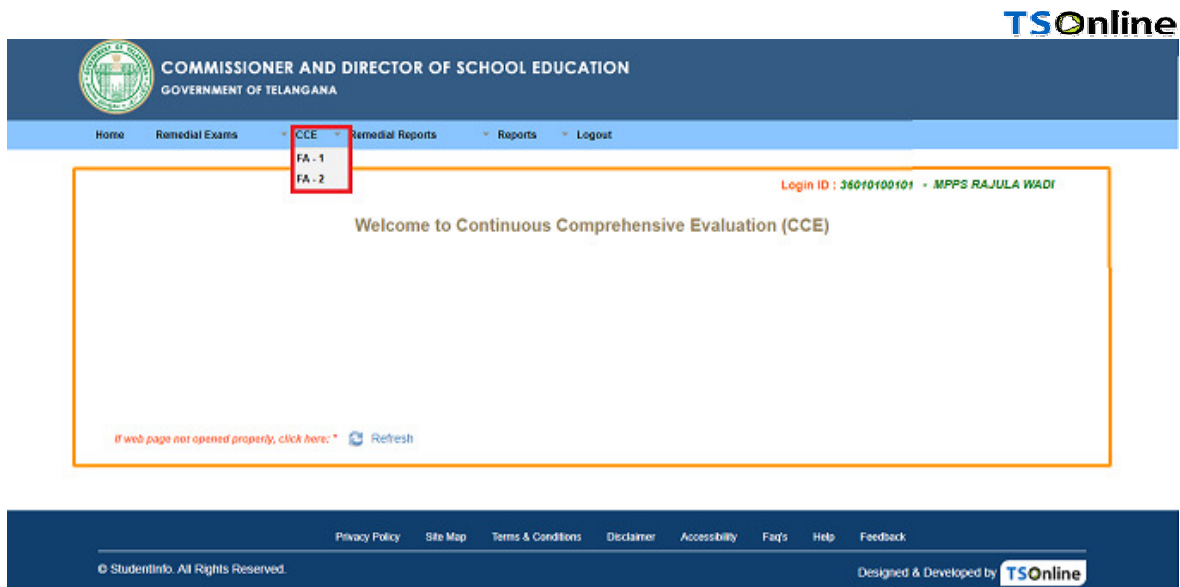 TSOnline
COMMISSIONER AND DIRECTOR OF SCHOOL EDUCATION
GOVERNMENT OF TELANGANA
Home Remedial Exams CCE Remedial Reports Reports Logout
FA - 1
FA - 2
Login ID : 36010100101 - MPPS RAJULA WADI
Welcome to Continuous Comprehensive Evaluation (CCE)
If web page not opened properly, click here: * Refresh
Privacy Policy Site Map Terms & Conditions Disclaimer Accessibility Faq's Help Feedback
© StudentInfo. All Rights Reserved.
Designed & Developed by TSOnline